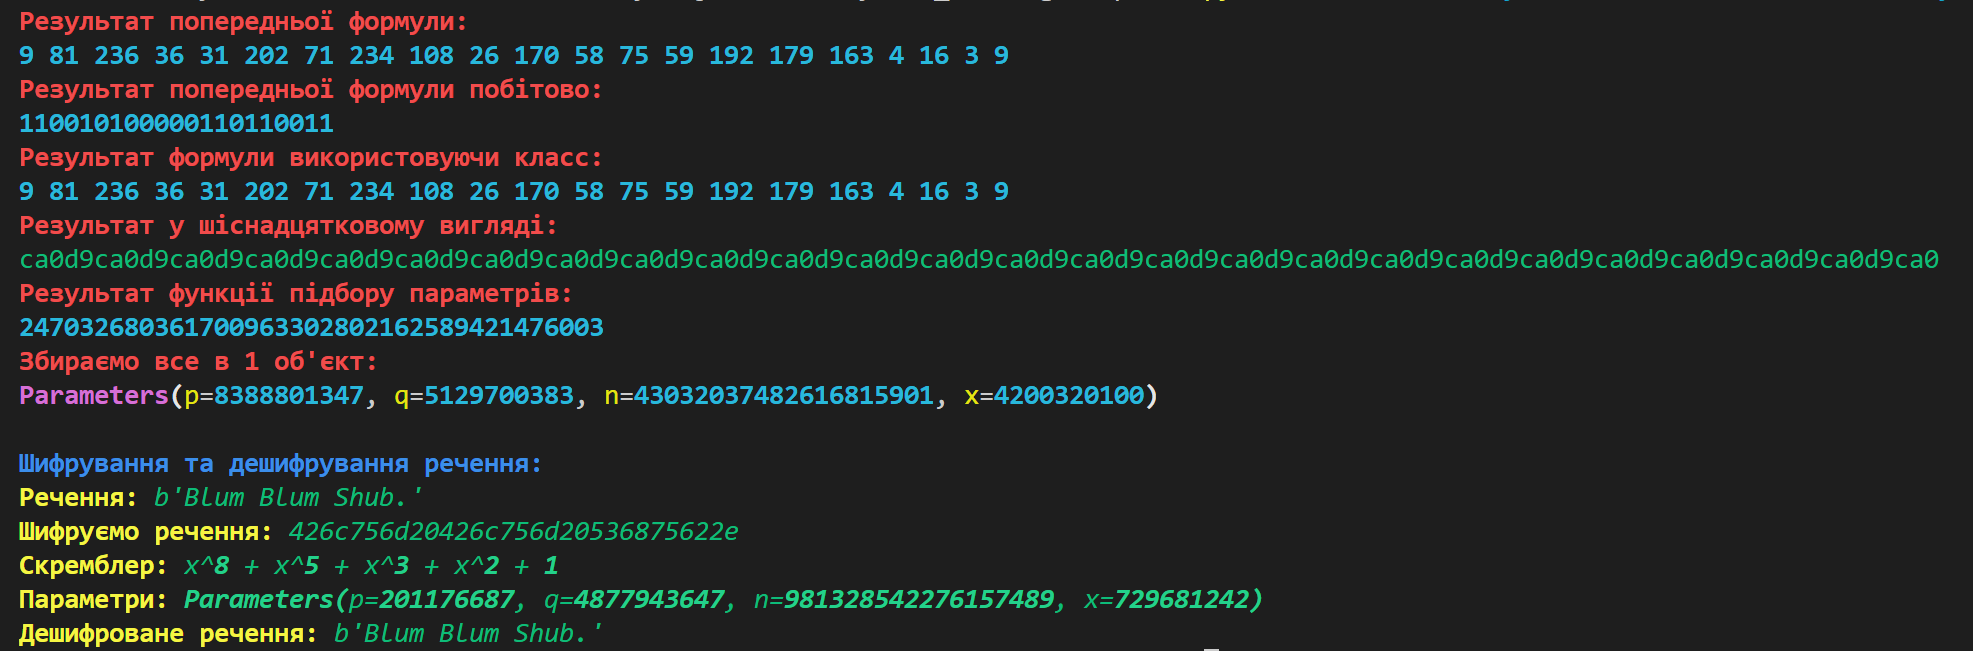 Результат попередньої формули:
9 81 236 36 31 202 71 234 108 26 170 58 75 59 192 179 163 4 16 3 9
Результат попередньої формули побітово:
110010100000110110011
Результат формули використовуючи класс:
9 81 236 36 31 202 71 234 108 26 170 58 75 59 192 179 163 4 16 3 9
Результат у шіснадцятковому вигляді:
ca0d9ca0d9ca0d9ca0d9ca0d9ca0d9ca0d9ca0d9ca0d9ca0d9ca0d9ca0d9ca0d9ca0d9ca0d9ca0d9ca0d9ca0d9ca0d9ca0d9ca0d9ca0d9ca0d9ca0d9ca0d9ca0
Результат функції підбору параметрів:
247032680361700963302802162589421476003
Збираємо все в 1 об'єкт:
Parameters(p=8388801347, q=5129700383, n=43032037482616815901, x=4200320100)
Шифрування та дешифрування речення:
Речення: b'Blum Blum Shub.'
Шифруємо речення: 426c756d20426c756d20536875622e
Скремблер: x^8 + x^5 + x^3 + x^2 + 1
Параметри: Parameters(p=201176687, q=4877943647, n=981328542276157489, x=729681242)
Дешифроване речення: b'Blum Blum Shub.'